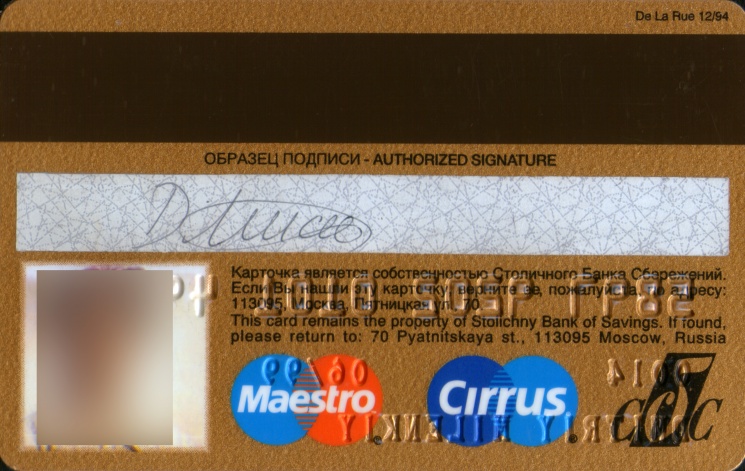 De La Rue 12/94
ОБРАЗЕЦ ПОДПИСИ - AUTHORIZED SIGNATURE
Карточка является собственностью Столичного Банка Сбережений.
Если Вы нашли эту карточку, верните ее, пожалуйста, по адресу:
113095, Москва, Пятницкая ул., 70
This card remains the property of Stolichny Bank of Savings. If found,
please return to: 70 Pyatnitskaya st., 113095 Moscow, Russia
Maestro Cirrus